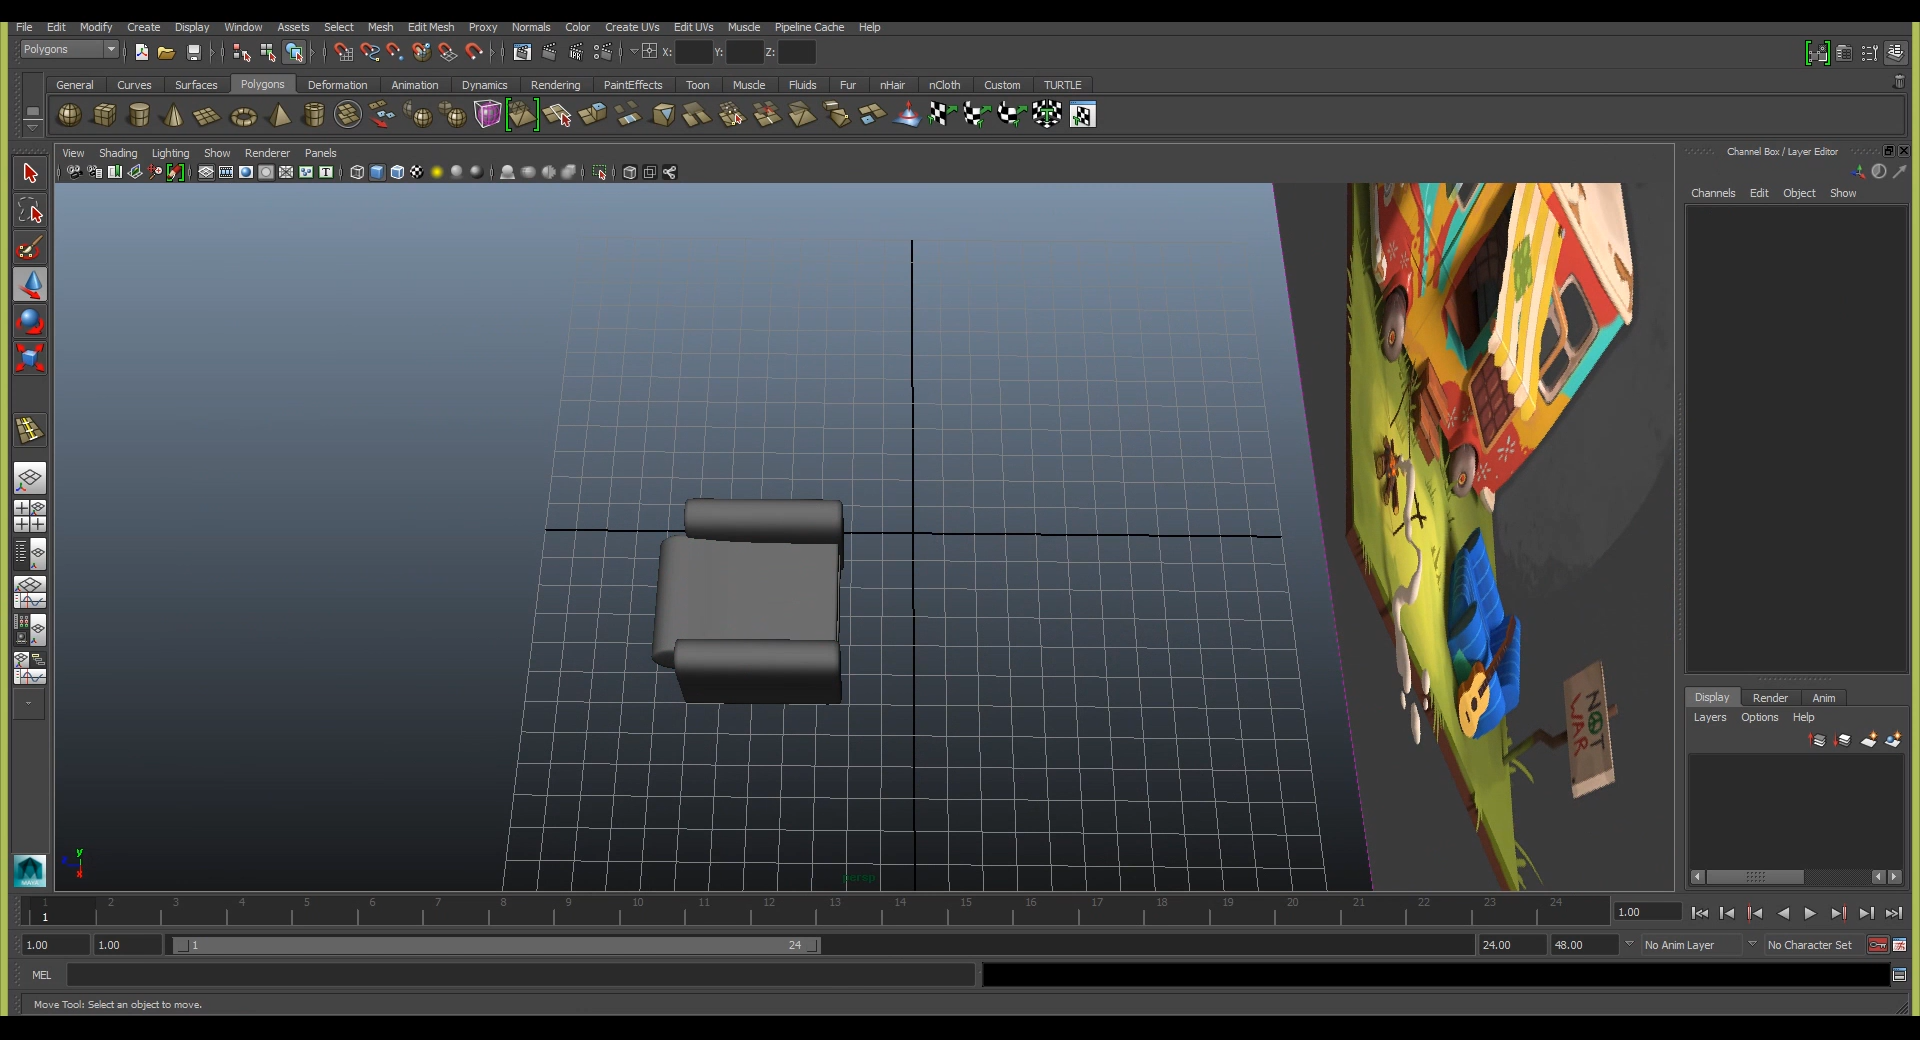 File Edit Modify Create Display Window Assets Select Mesh Edit Mesh Proxy Normals Color Create UVs Edit UVs Muscle Pipeline Cache Help
Polygons X: Y: Z:
General Curves Surfaces Polygons Deformation Animation Dynamics Rendering PaintEffects Toon Muscle Fluids Fur nHair nCloth Custom TURTLE
View Shading Lighting Show Renderer Panels
Channel Box / Layer Editor
Channels Edit Object Show
NOT
WAR
Display Render Anim
Layers Options Help
y
x
persp
MAYA
1 2 3 4 5 6 7 8 9 10 11 12 13 14 15 16 17 18 19 20 21 22 23 24
1
1.00
1.00 1.00 1 24 24.00 48.00 No Anim Layer No Character Set
MEL
Move Tool: Select an object to move.